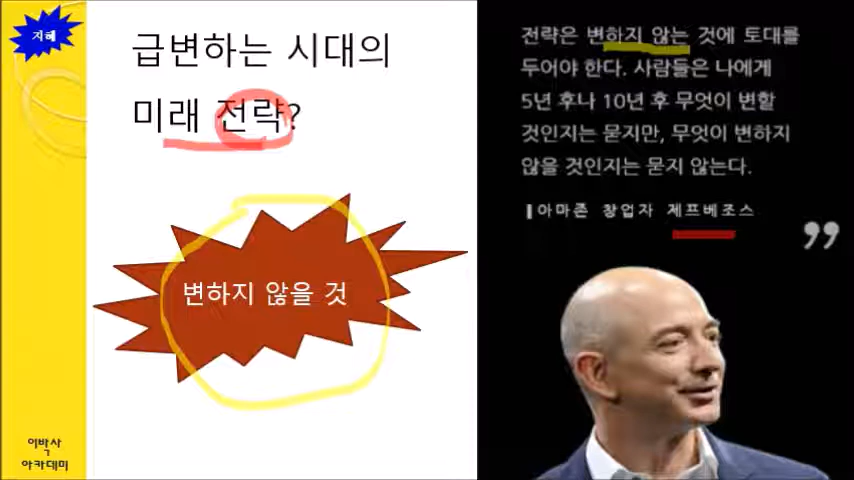 지혜
급변하는 시대의
미래 전략?
변하지 않을 것
이박사
아카데미
전략은 변하지 않는 것에 토대를
두어야 한다. 사람들은 나에게
5년 후나 10년 후 무엇이 변할
것인지는 묻지만, 무엇이 변하지
않을 것인지는 묻지 않는다.
아마존 창업자 제프베조스
”